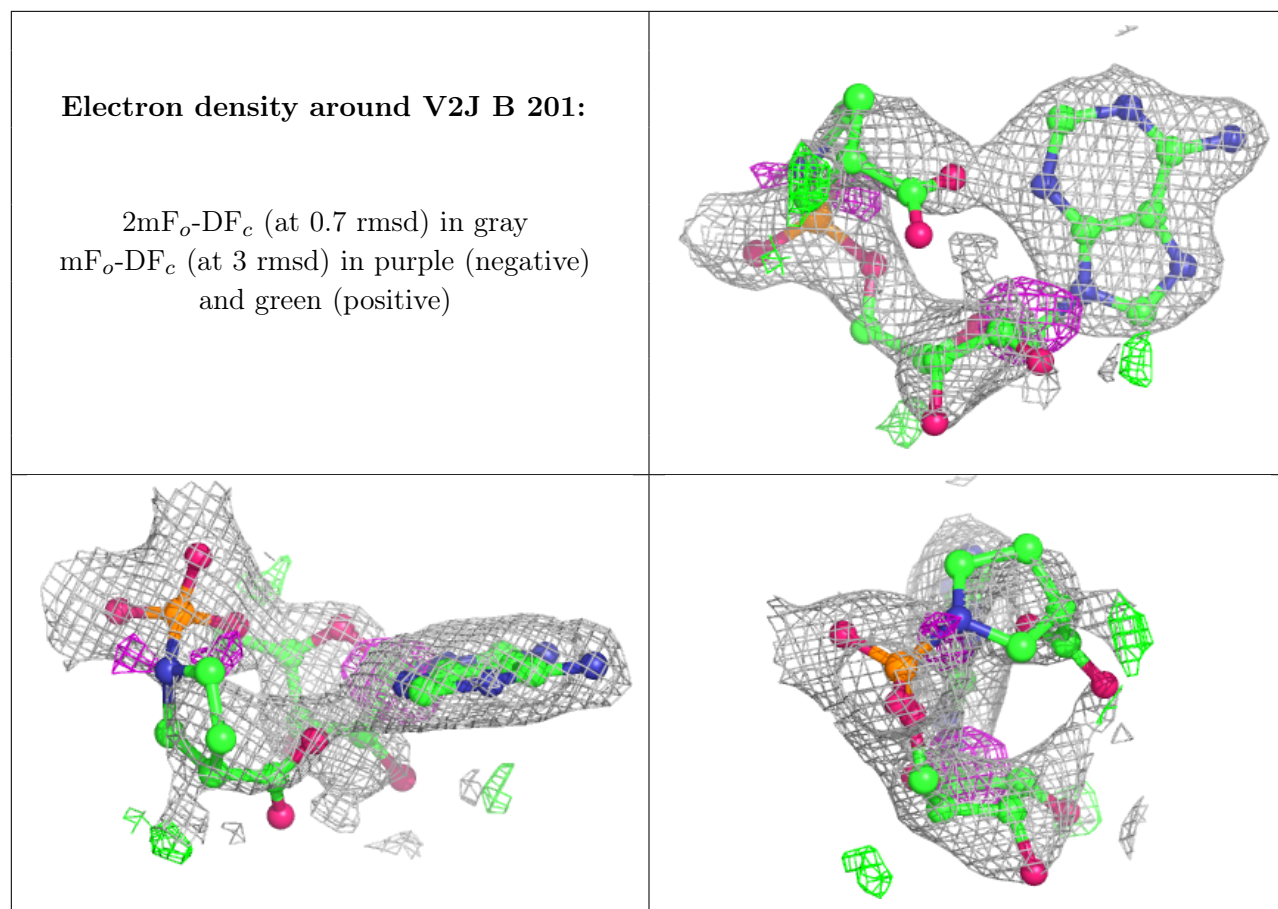 Electron density around V2J B 201:
2mFo-DFc (at 0.7 rmsd) in gray
mFo-DFc (at 3 rmsd) in purple (negative)
and green (positive)